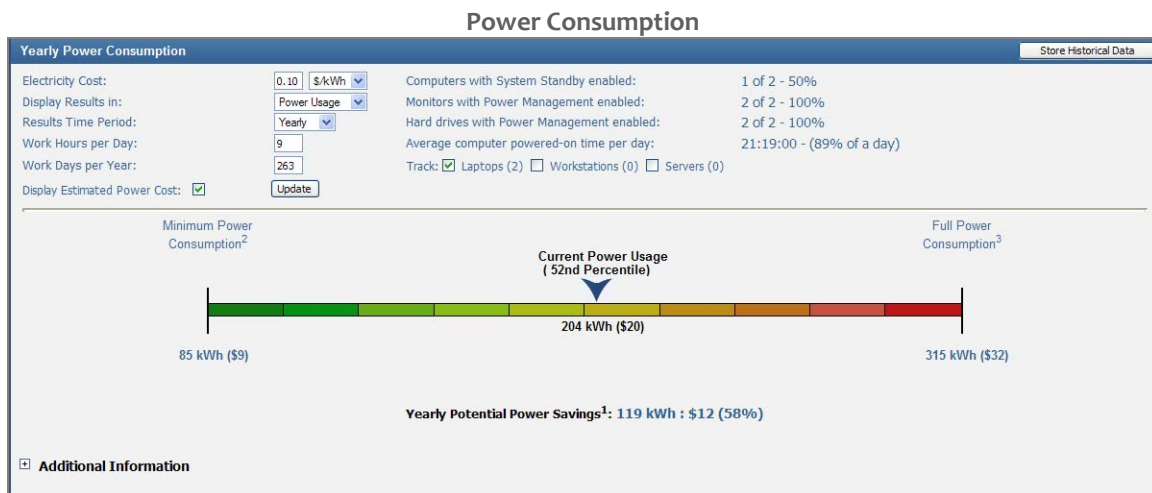 Power Consumption
Yearly Power Consumption
Store Historical Data
Electricity Cost: 0.10 $/kWh Computers with System Standby enabled: 1 of 2 - 50%
Display Results in: Power Usage Monitors with Power Management enabled: 2 of 2 - 100%
Results Time Period: Yearly Hard drives with Power Management enabled: 2 of 2 - 100%
Work Hours per Day: 9 Average computer powered-on time per day: 21:19:00 - (89% of a day)
Work Days per Year: 263 Track: Laptops (2) Workstations (0) Servers (0)
Display Estimated Power Cost: Update
Minimum Power
Consumption²
Full Power
Consumption³
Current Power Usage
( 52nd Percentile)
204 kWh ($20)
85 kWh ($9)
315 kWh ($32)
Yearly Potential Power Savings¹: 119 kWh : $12 (58%)
Additional Information